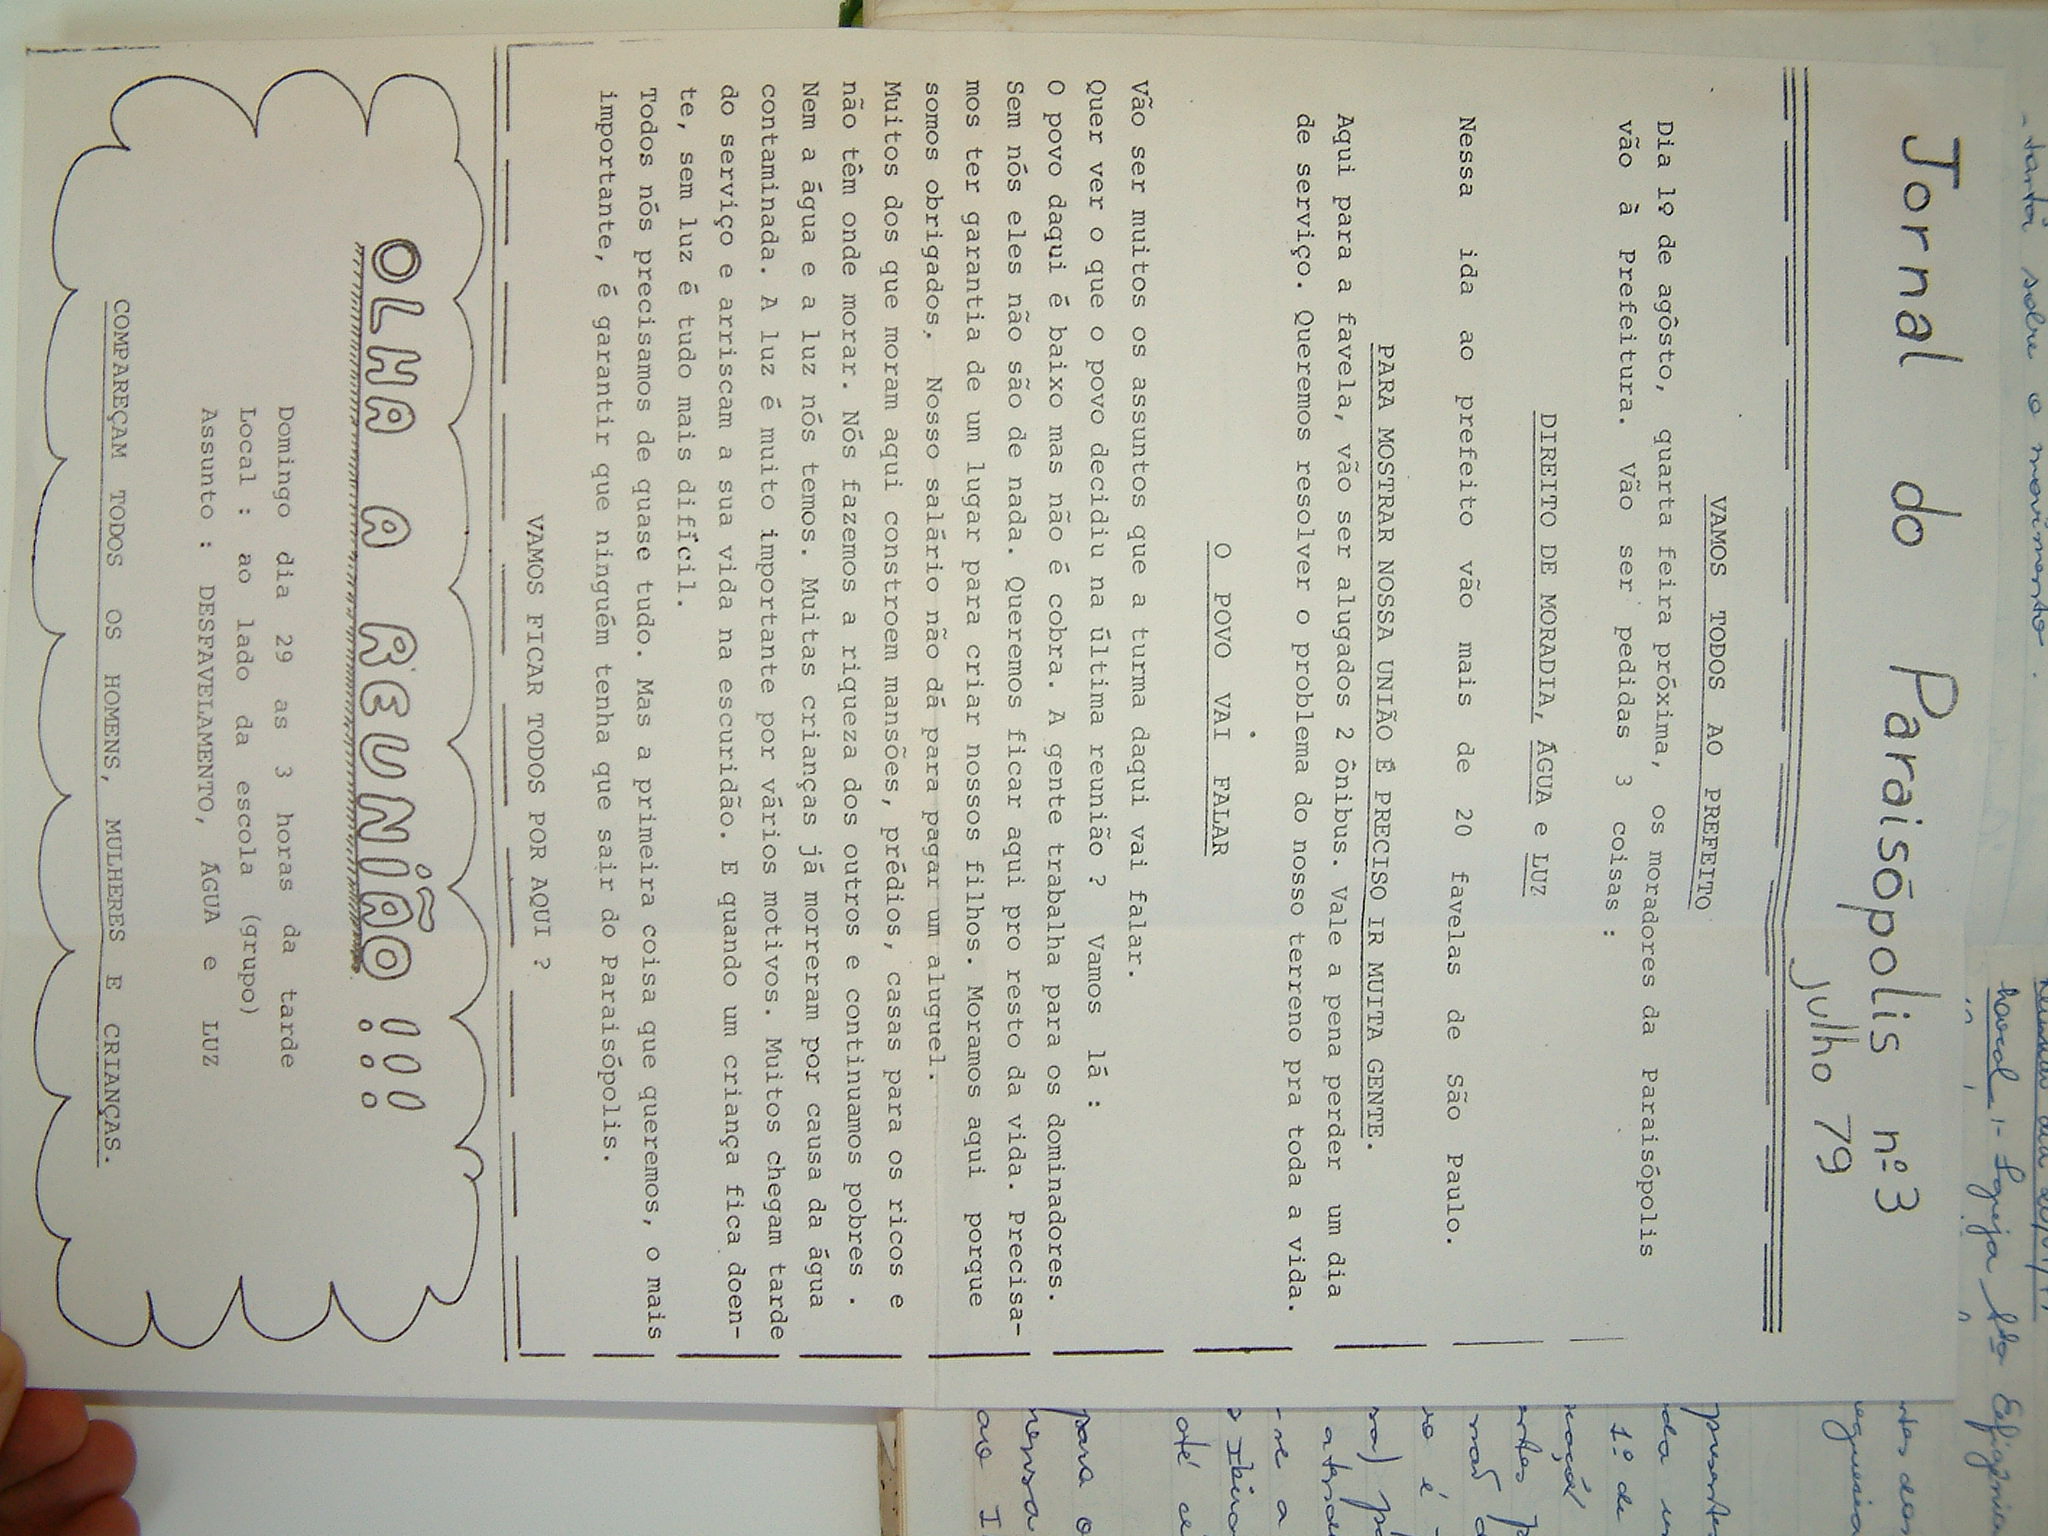 Jornal do Paraisópolis nº 3
julho 79
VAMOS TODOS AO PREFEITO
Dia 1º de agôsto, quarta feira próxima, os moradores da Paraisópolis
vão à Prefeitura. Vão ser pedidas 3 coisas :
DIREITO DE MORADIA, ÁGUA e LUZ
Nessa ida ao prefeito vão mais de 20 favelas de São Paulo.
PARA MOSTRAR NOSSA UNIÃO É PRECISO IR MUITA GENTE.
Aqui para a favela, vão ser alugados 2 ônibus. Vale a pena perder um dia
de serviço. Queremos resolver o problema do nosso terreno pra toda a vida.
O POVO VAI FALAR
Vão ser muitos os assuntos que a turma daqui vai falar.
Quer ver o que o povo decidiu na última reunião ? Vamos lá :
O povo daqui é baixo mas não é cobra. A gente trabalha para os dominadores.
Sem nós eles não são de nada. Queremos ficar aqui pro resto da vida. Precisa-
mos ter garantia de um lugar para criar nossos filhos. Moramos aqui porque
somos obrigados. Nosso salário não dá para pagar um aluguel.
Muitos dos que moram aqui constroem mansões, prédios, casas para os ricos e
não têm onde morar. Nós fazemos a riqueza dos outros e continuamos pobres .
Nem a água e a luz nós temos. Muitas crianças já morreram por causa da água
contaminada. A luz é muito importante por vários motivos. Muitos chegam tarde
do serviço e arriscam a sua vida na escuridão. E quando um criança fica doen-
te, sem luz é tudo mais difícil.
Todos nós precisamos de quase tudo. Mas a primeira coisa que queremos, o mais
importante, é garantir que ninguém tenha que sair do Paraisópolis.
VAMOS FICAR TODOS POR AQUI ?
OLHA A REUNIÃO !!!
Domingo dia 29 as 3 horas da tarde
Local : ao lado da escola (grupo)
Assunto : DESFAVELAMENTO, ÁGUA e LUZ
COMPAREÇAM TODOS OS HOMENS, MULHERES E CRIANÇAS.
sobre o movimento.
Local :- Igreja Sta Efigênia
1º de
até
para o